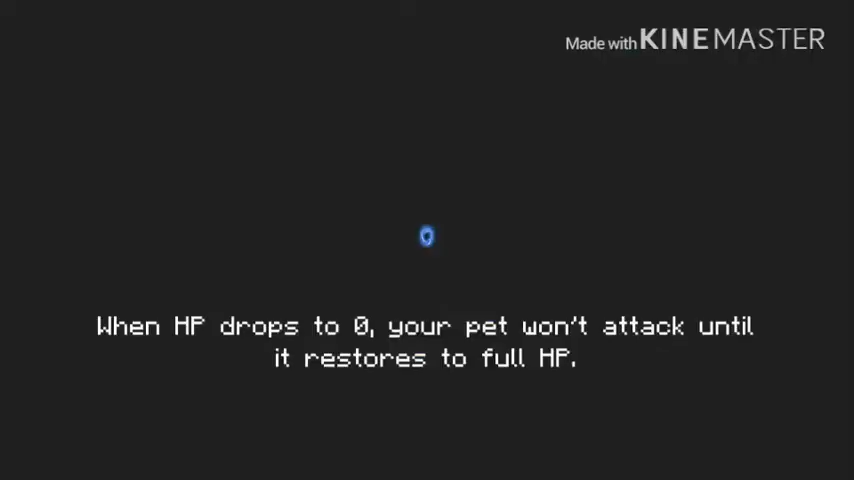 Made with KINEMASTER
When HP drops to 0, your pet won't attack until
it restores to full HP.